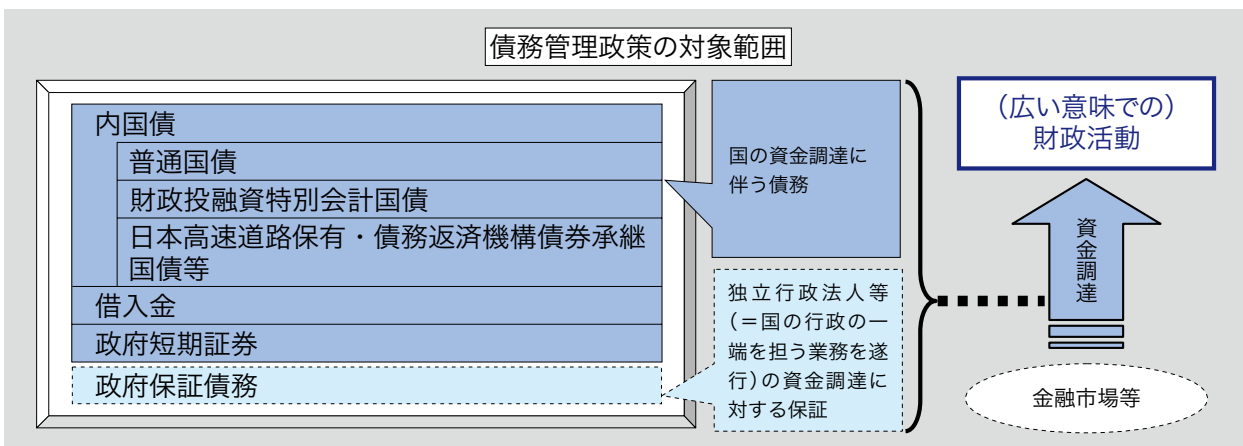 債務管理政策の対象範囲
内国債
普通国債
財政投融資特別会計国債
日本高速道路保有・債務返済機構債券承継
国債等
借入金
政府短期証券
政府保証債務
国の資金調達に
伴う債務
独立行政法人等
(=国の行政の一
端を担う業務を遂
行)の資金調達に
対する保証
(広い意味での)
財政活動
資金調達
金融市場等